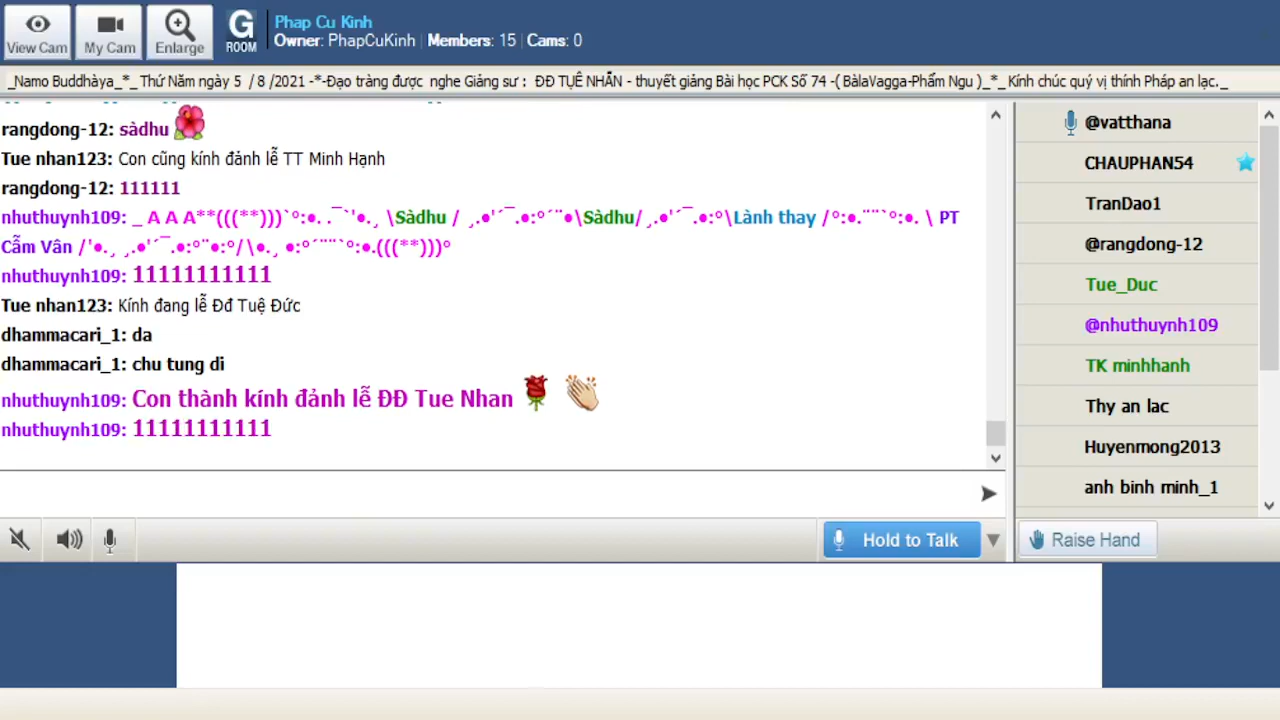 View Cam
My Cam
Enlarge
G
ROOM
Phap Cu Kinh
Owner: PhapCuKinh | Members: 15 | Cams: 0
_Namo Buddhàya_*_ Thứ Năm ngày 5 / 8 /2021 -*-Đạo tràng được nghe Giảng sư : ĐĐ TUỆ NHẪN - thuyết giảng Bài học PCK Số 74 -( BàlaVagga-Phẩm Ngu )_*_ Kính chúc quý vị thính Pháp an lạc._
rangdong-12: sàdhu
Tue nhan123: Con cũng kính đảnh lễ TT Minh Hạnh
rangdong-12: 111111
nhuthuynh109: _ A A A**(((**)))`º:•. .¯`'•.¸ \Sàdhu / ¸.•'´¯.•:º´¨•\Sàdhu/¸.•'´¯.•:º\Lành thay /º:•.¨¨`º:•. \ PT
Cẩm Vân /'•.¸ ¸.•'´¯.•:º¨•:º/\•.¸ •:º´¨¨`º:•.(((**)))º
nhuthuynh109: 11111111111
Tue nhan123: Kính đang lễ Đđ Tuệ Đức
dhammacari_1: da
dhammacari_1: chu tung di
nhuthuynh109: Con thành kính đảnh lễ ĐĐ Tue Nhan
nhuthuynh109: 11111111111
@vatthana
CHAUPHAN54
TranDao1
@rangdong-12
Tue_Duc
@nhuthuynh109
TK minhhanh
Thy an lac
Huyenmong2013
anh binh minh_1
Hold to Talk
Raise Hand